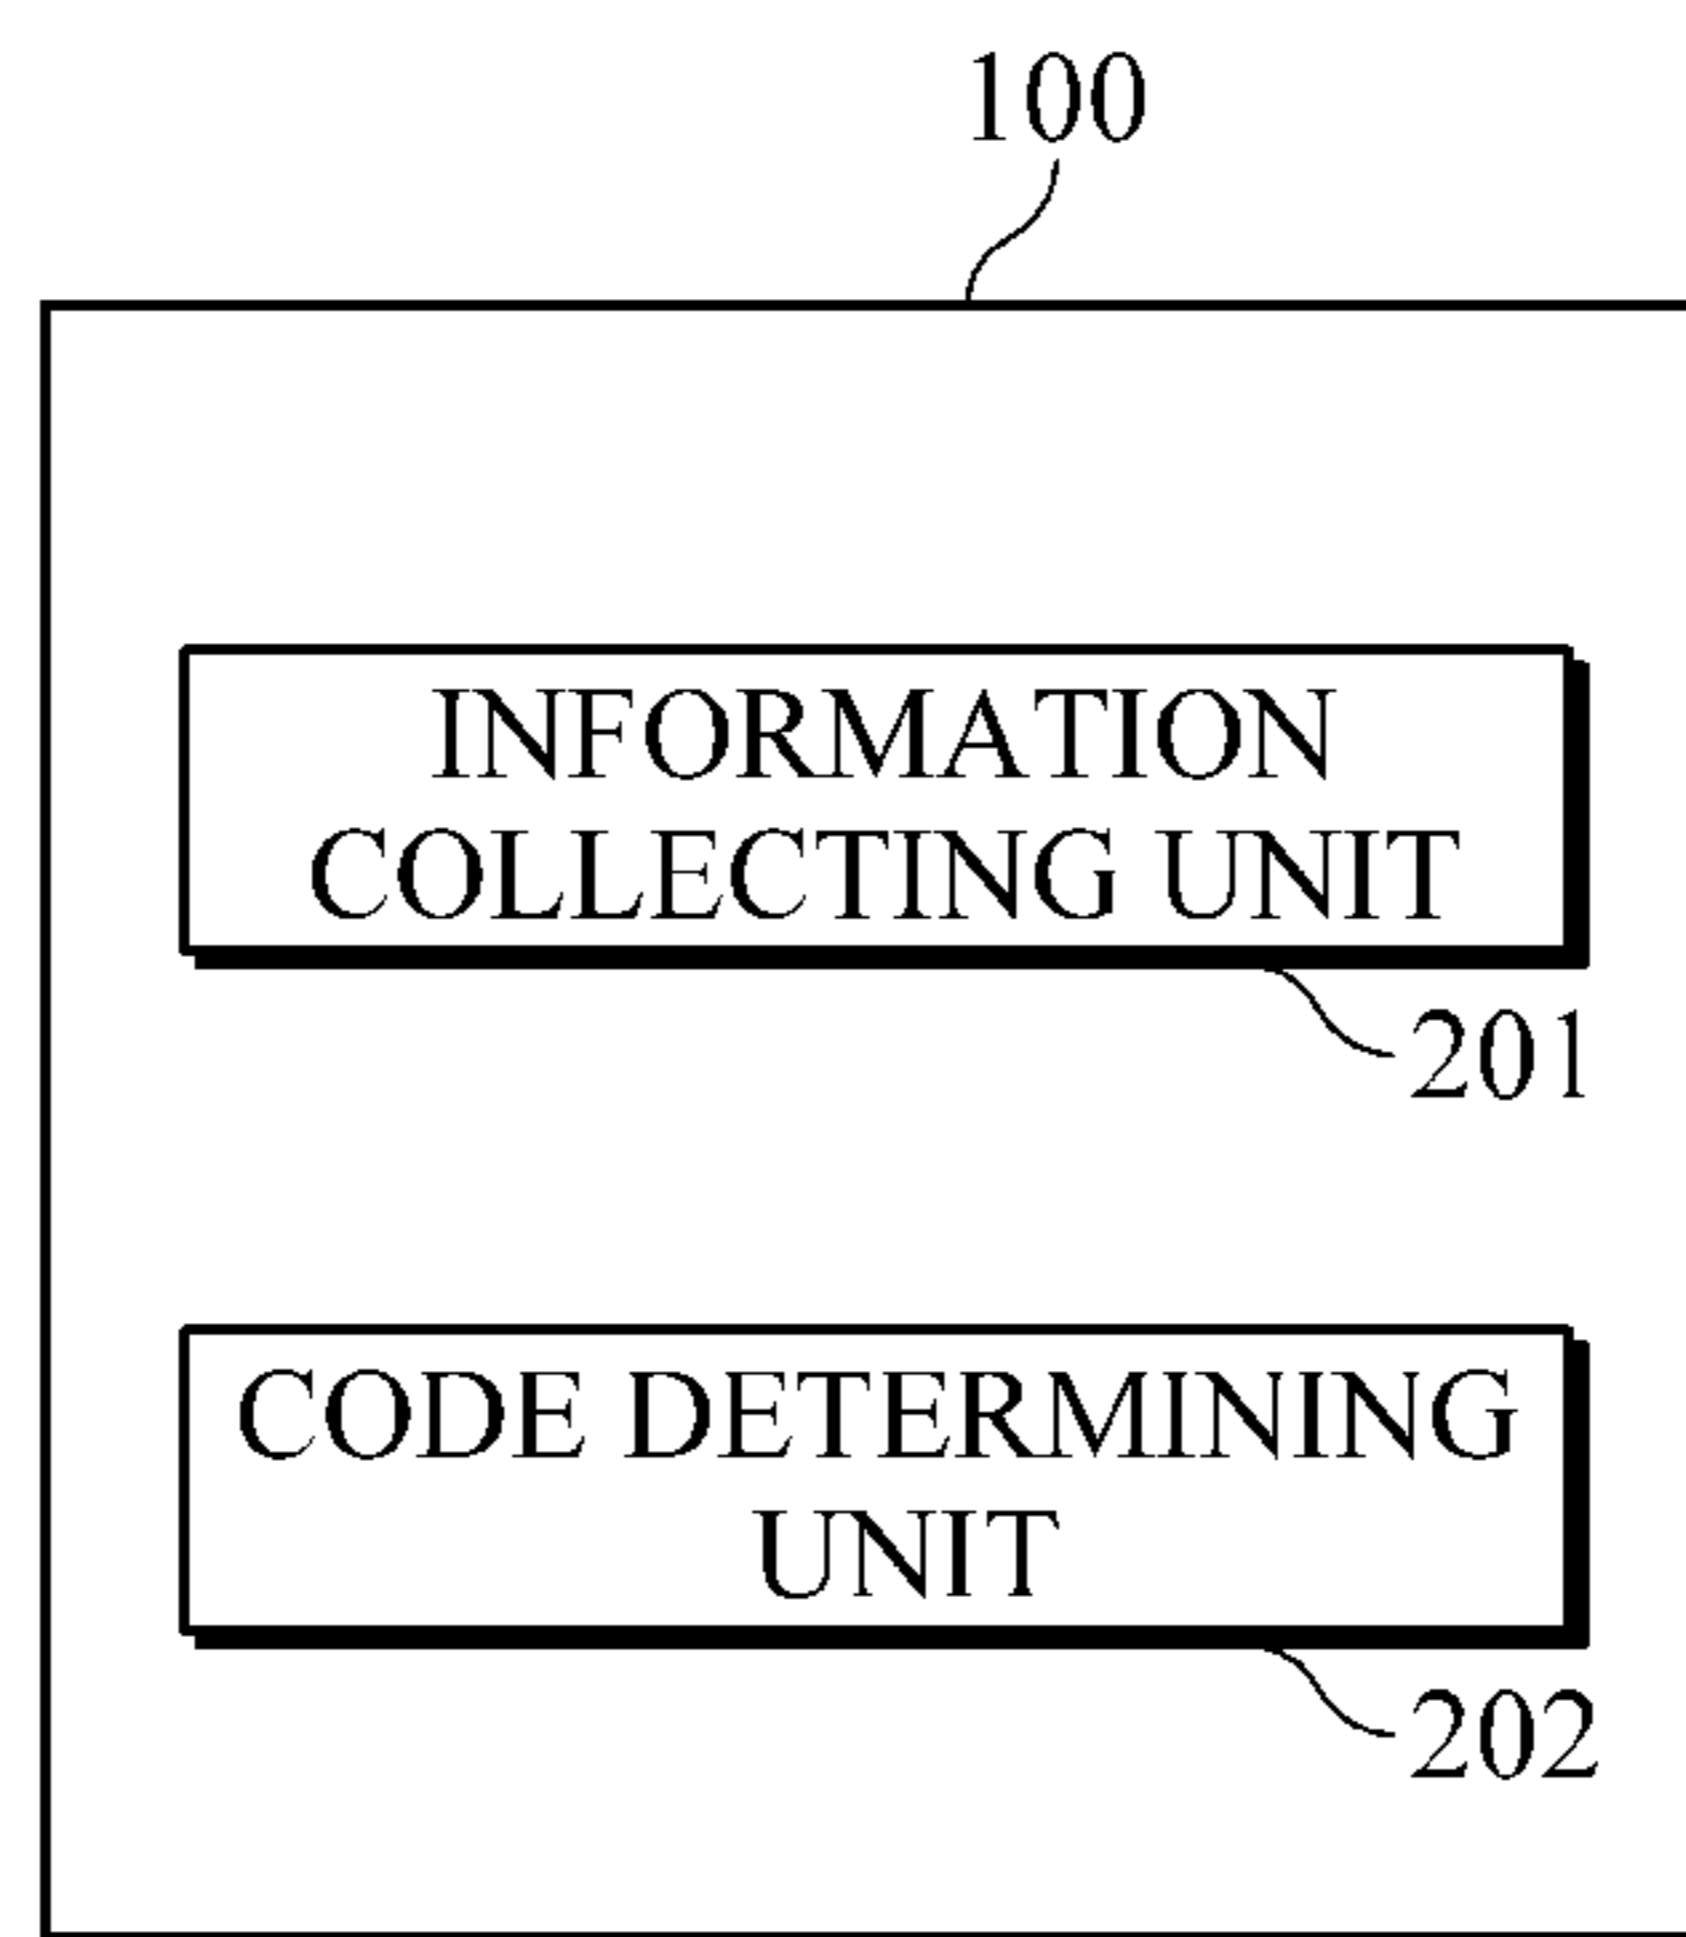 100
INFORMATION
COLLECTING UNIT
201
CODE DETERMINING
UNIT
202